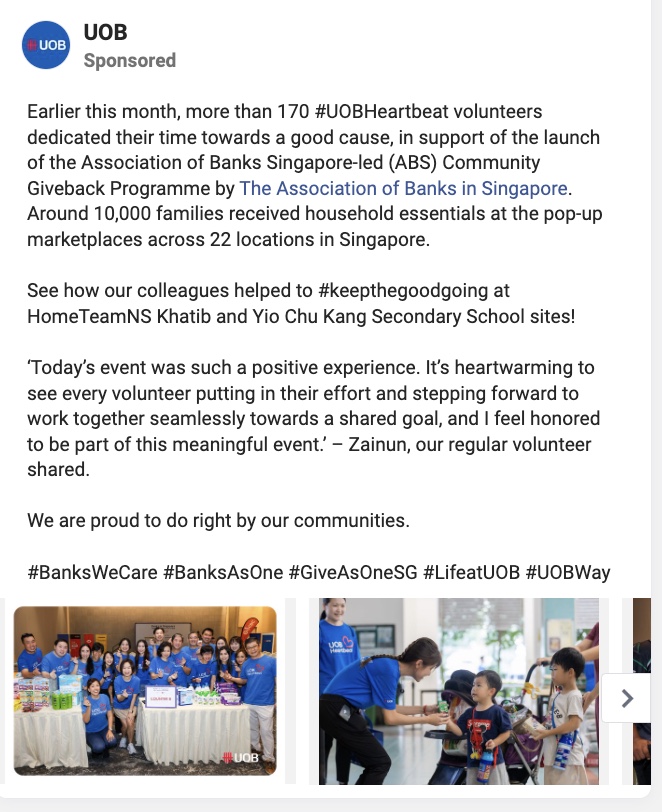 UOB
UOB
Sponsored
Earlier this month, more than 170 #UOBHeartbeat volunteers
dedicated their time towards a good cause, in support of the launch
of the Association of Banks Singapore-led (ABS) Community
Giveback Programme by The Association of Banks in Singapore.
Around 10,000 families received household essentials at the pop-up
marketplaces across 22 locations in Singapore.
See how our colleagues helped to #keepthegoodgoing at
HomeTeamNS Khatib and Yio Chu Kang Secondary School sites!
‘Today’s event was such a positive experience. It’s heartwarming to
see every volunteer putting in their effort and stepping forward to
work together seamlessly towards a shared goal, and I feel honored
to be part of this meaningful event.’ – Zainun, our regular volunteer
shared.
We are proud to do right by our communities.
#BanksWeCare #BanksAsOne #GiveAsOneSG #LifeatUOB #UOBWay
UOB
UOB